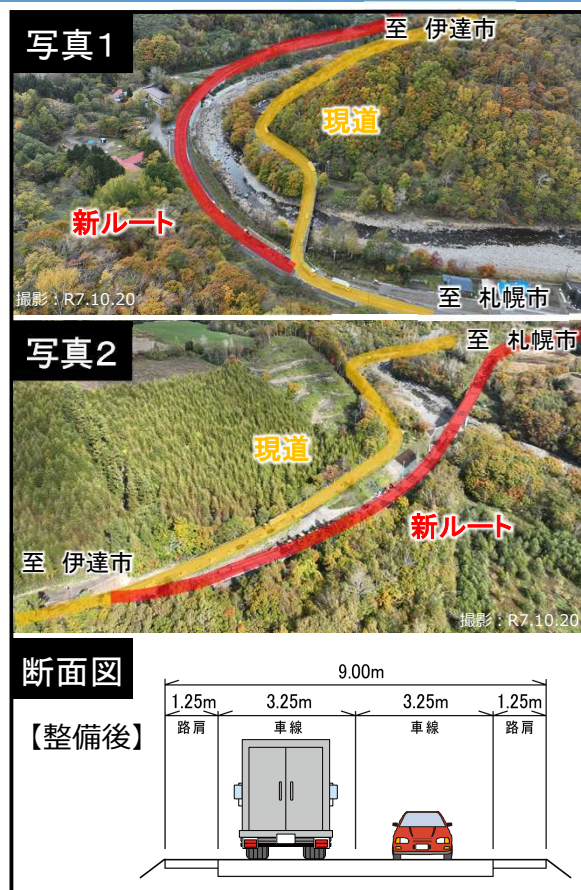 写真1
至 伊達市
現道
新ルート
至 札幌市
撮影：R7.10.20
写真2
至 札幌市
現道
新ルート
至 伊達市
撮影：R7.10.20
断面図
【整備後】
9.00m
1.25m 3.25m 3.25m 1.25m
路肩 車線 車線 路肩